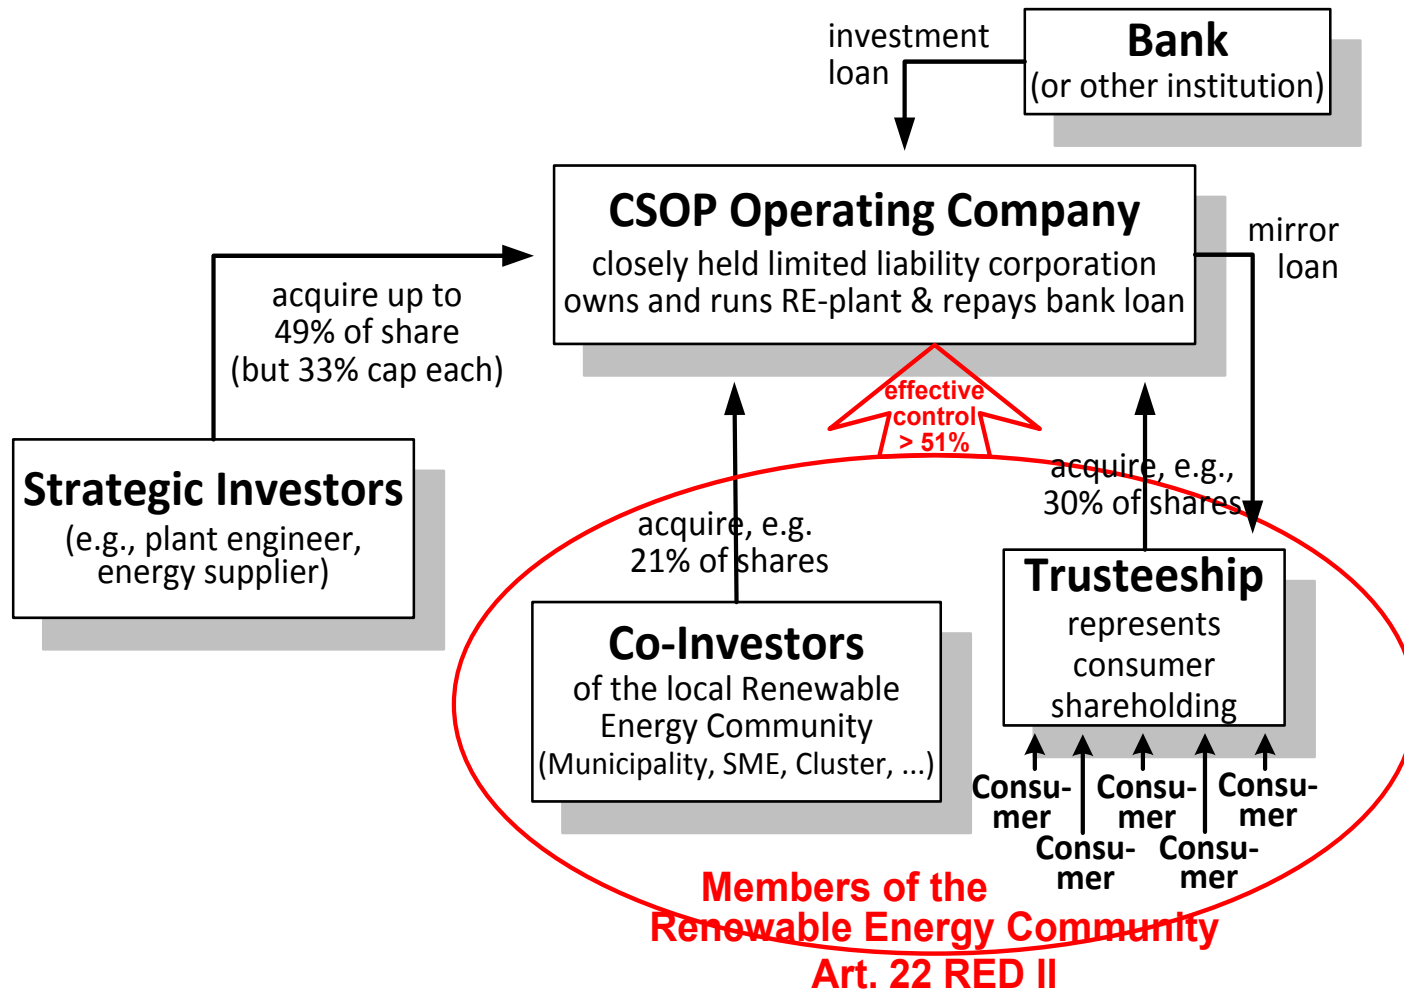 investment
loan
Bank
(or other institution)
CSOP Operating Company
closely held limited liability corporation
owns and runs RE-plant & repays bank loan
mirror
loan
acquire up to
49% of share
(but 33% cap each)
effective
control
> 51%
Strategic Investors
(e.g., plant engineer,
energy supplier)
acquire, e.g.
21% of shares
acquire, e.g.,
30% of shares
Co-Investors
of the local Renewable
Energy Community
(Municipality, SME, Cluster, ...)
Trusteeship
represents
consumer
shareholding
Consu-
mer
Consu-
mer
Consu-
mer
Consu-
mer
Consu-
mer
Members of the
Renewable Energy Community
Art. 22 RED II